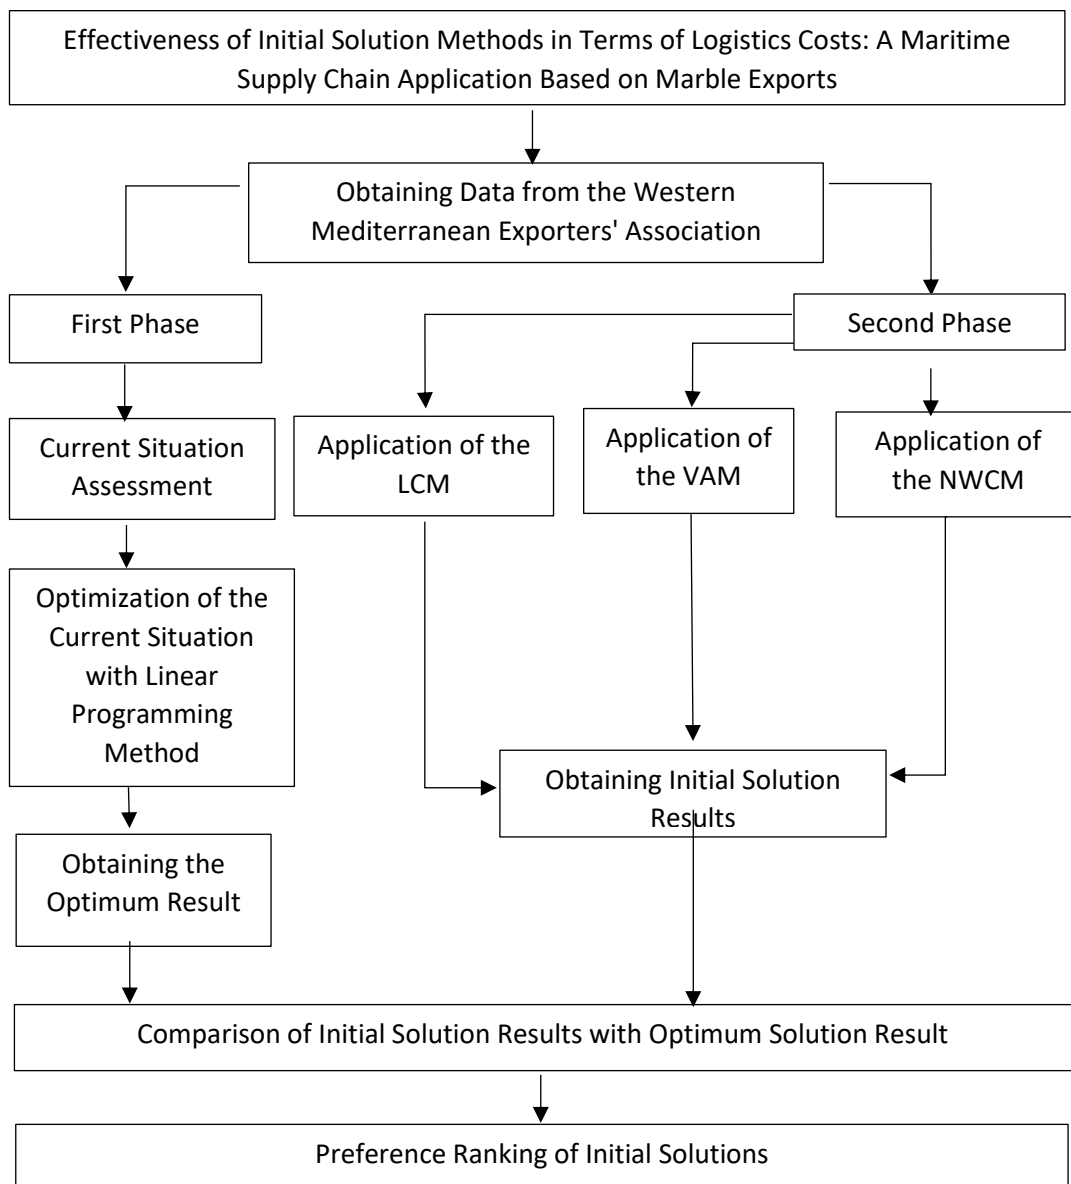 Effectiveness of Initial Solution Methods in Terms of Logistics Costs: A Maritime
Supply Chain Application Based on Marble Exports
Obtaining Data from the Western
Mediterranean Exporters' Association
First Phase
Second Phase
Current Situation
Assessment
Application of the
LCM
Application of
the VAM
Application of
the NWCM
Optimization of the
Current Situation
with Linear
Programming
Method
Obtaining Initial Solution
Results
Obtaining the
Optimum Result
Comparison of Initial Solution Results with Optimum Solution Result
Preference Ranking of Initial Solutions